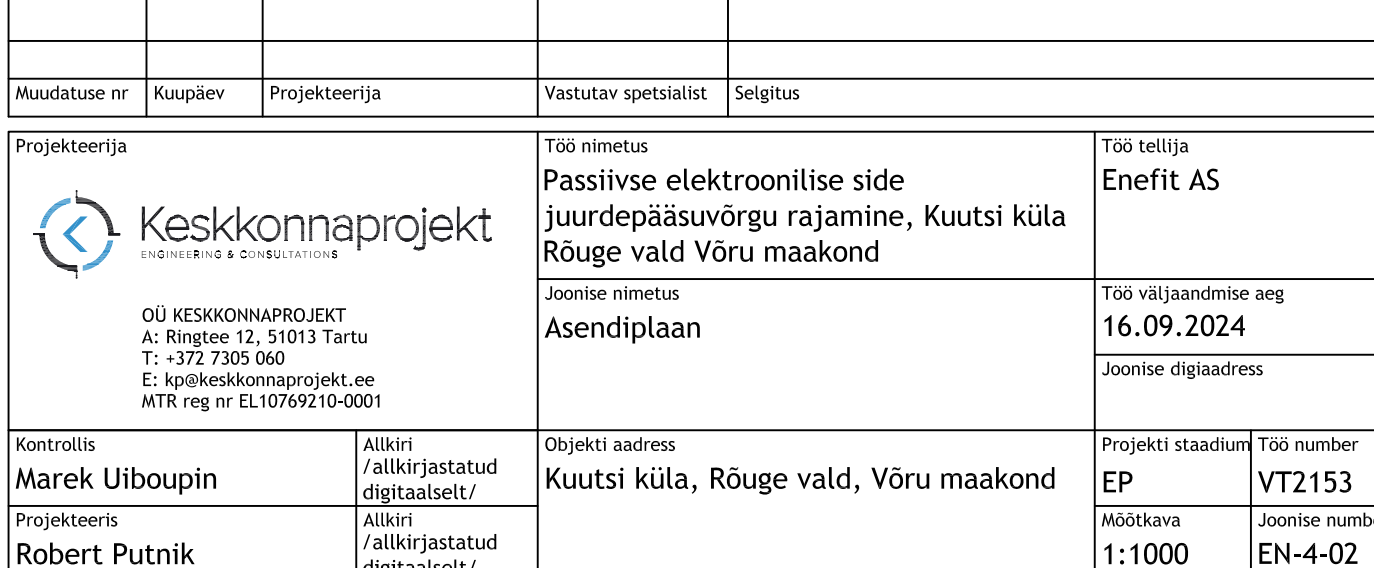 Muudatuse nr Kuupäev Projekteerija Vastutav spetsialist Selgitus
Projekteerija
Keskkonnaprojekt
ENGINEERING & CONSULTATIONS
OÜ KESKKONNAPROJEKT
A: Ringtee 12, 51013 Tartu
T: +372 7305 060
E: kp@keskkonnaprojekt.ee
MTR reg nr EL10769210-0001
Töö nimetus
Passiivse elektroonilise side
juurdepääsuvõrgu rajamine, Kuutsi küla
Rõuge vald Võru maakond
Töö tellija
Enefit AS
Joonise nimetus
Asendiplaan
Töö väljaandmise aeg
16.09.2024
Joonise digiaadress
Kontrollis
Marek Uiboupin
Allkiri
/allkirjastatud
digitaalselt/
Objekti aadress
Kuutsi küla, Rõuge vald, Võru maakond
Projekti staadium
EP
Töö number
VT2153
Projekteeris
Robert Putnik
Allkiri
/allkirjastatud
digitaalselt/
Mõõtkava
1:1000
Joonise
EN-4-02